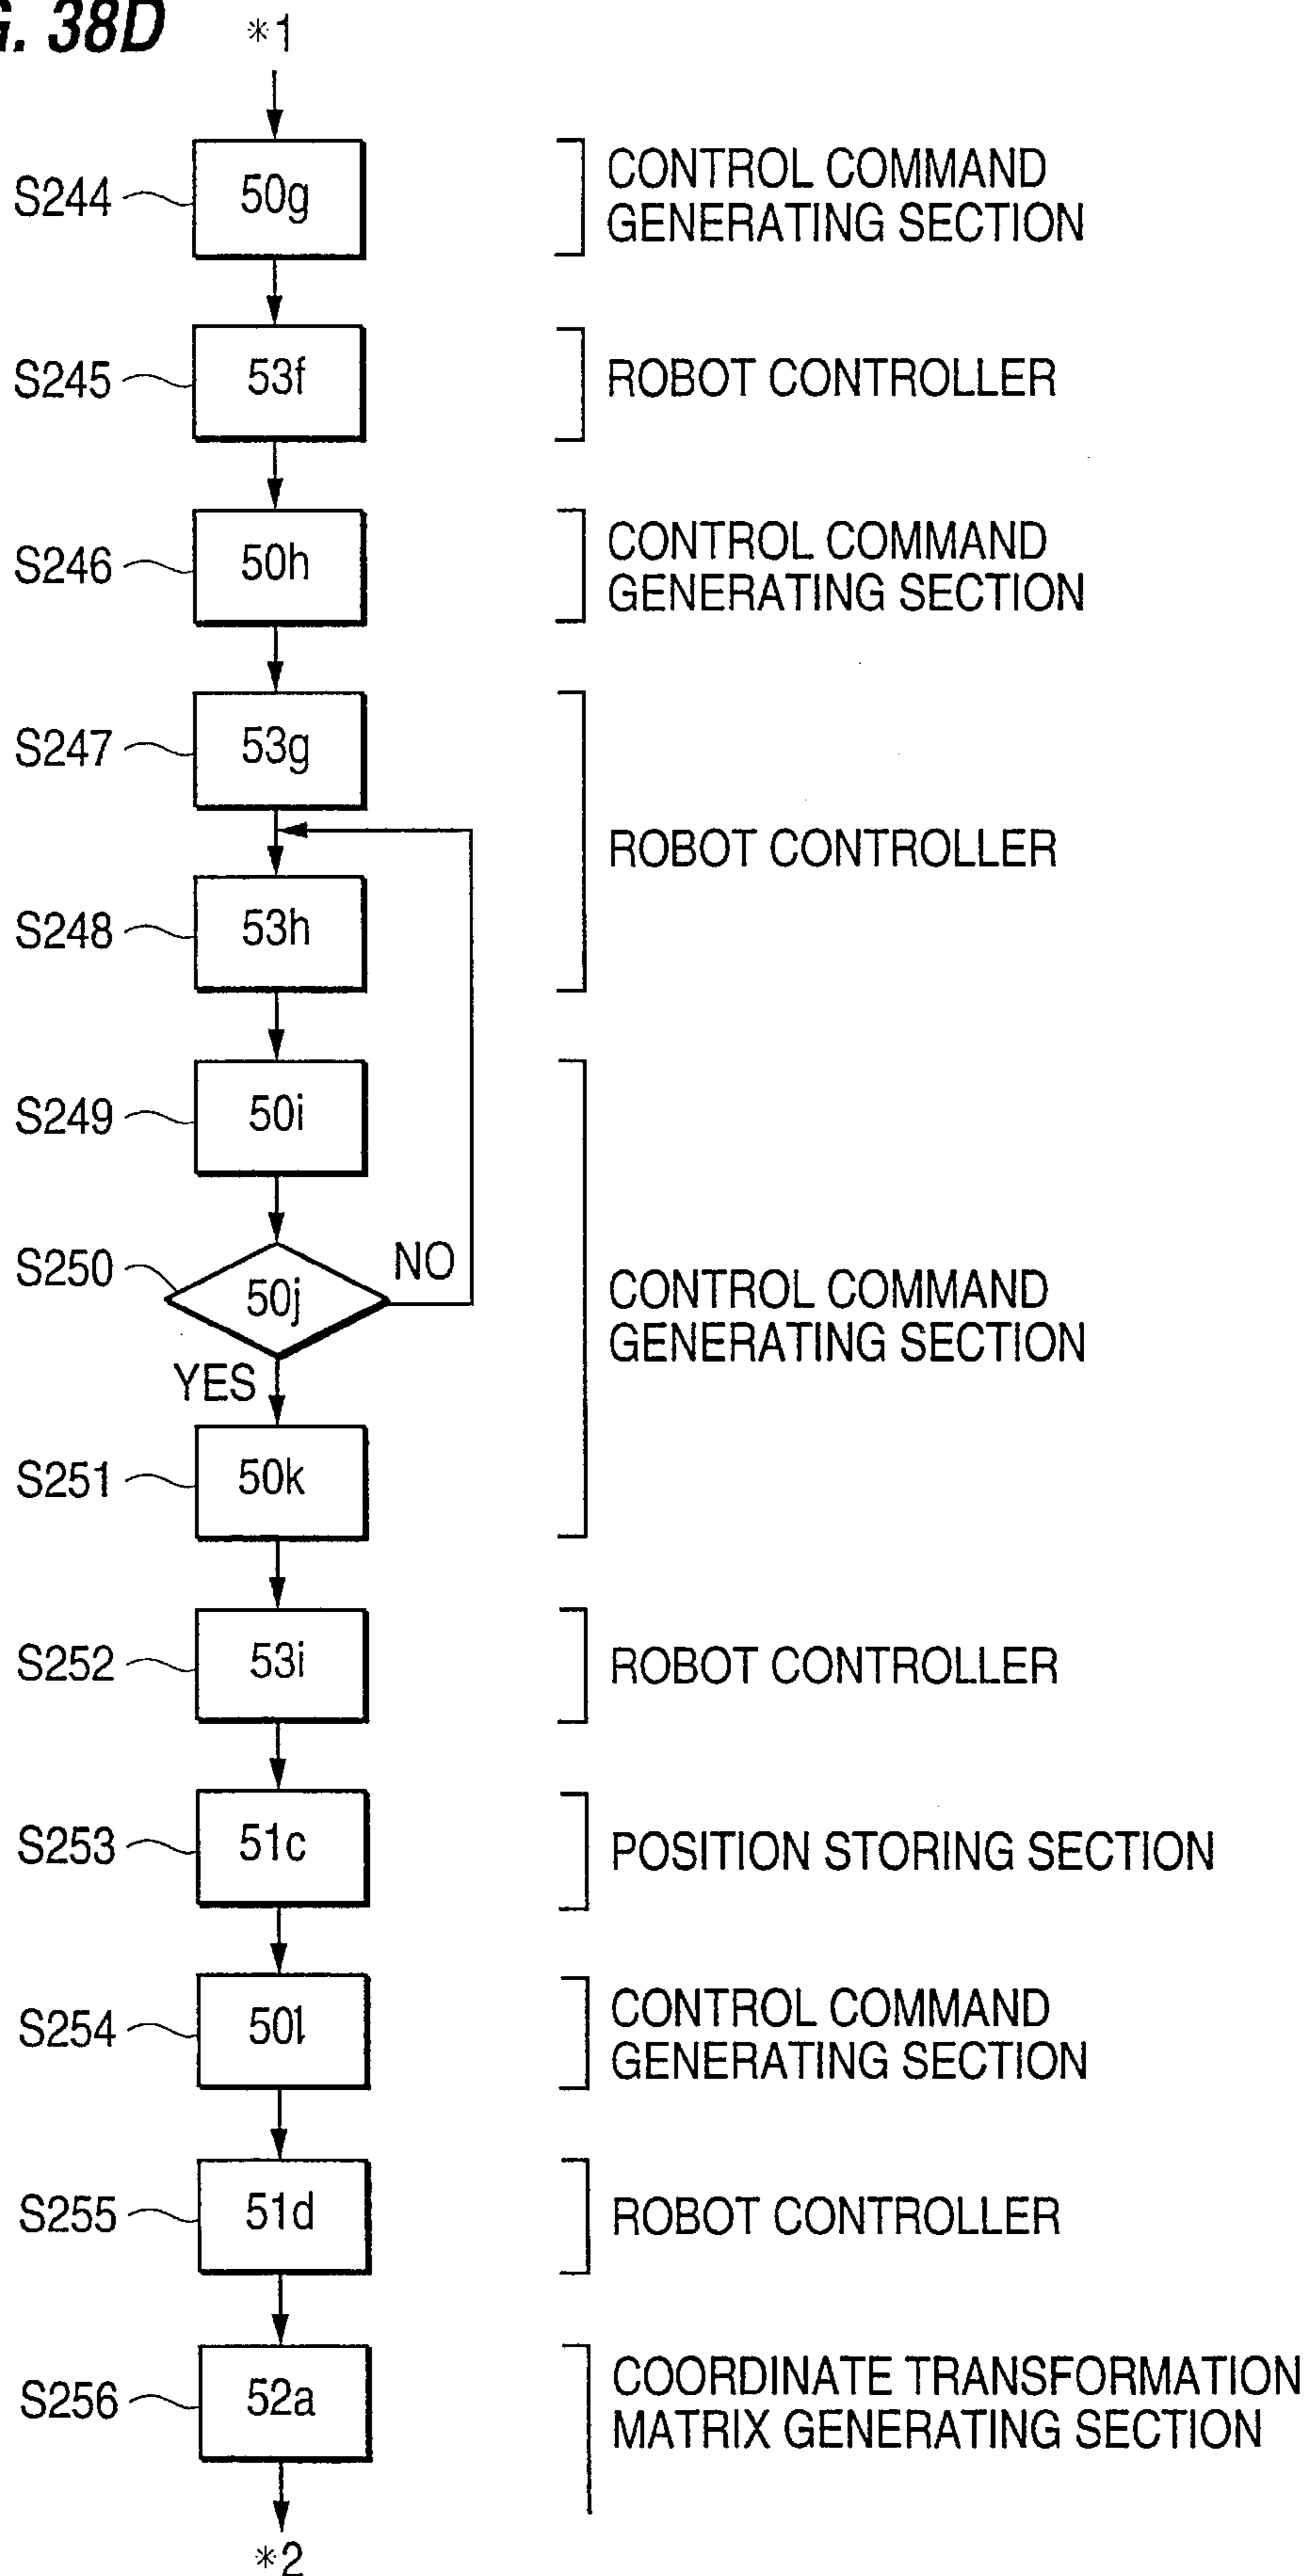 G. 38D
*1
S244
50g
CONTROL COMMAND
GENERATING SECTION
S245
53f
ROBOT CONTROLLER
S246
50h
CONTROL COMMAND
GENERATING SECTION
S247
53g
ROBOT CONTROLLER
S248
53h
S249
50i
S250
50j
NO
CONTROL COMMAND
GENERATING SECTION
YES
S251
50k
S252
53i
ROBOT CONTROLLER
S253
51c
POSITION STORING SECTION
S254
50l
CONTROL COMMAND
GENERATING SECTION
S255
51d
ROBOT CONTROLLER
S256
52a
COORDINATE TRANSFORMATION
MATRIX GENERATING SECTION
*2